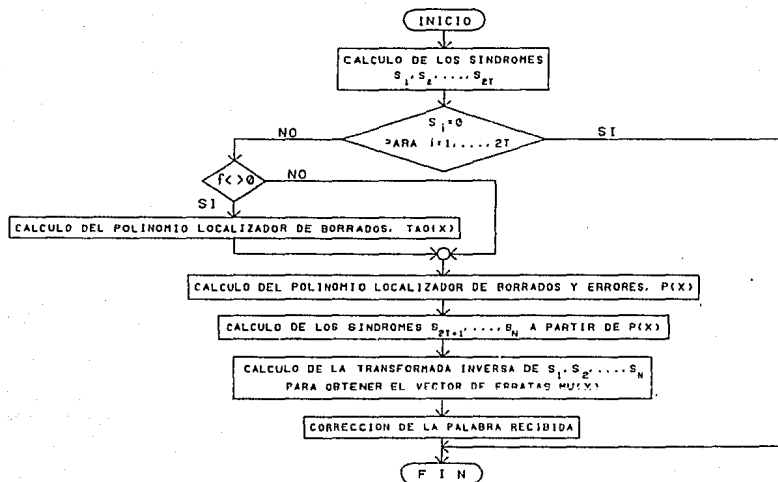 INICIO
CALCULO DE LOS SINDROMES
S1, S2, ...., S2T
Si=0
PARA i=1, ..., 2T
NO
SI
f<>0
NO
SI
CALCULO DEL POLINOMIO LOCALIZADOR DE BORRADOS, TAO(X)
CALCULO DEL POLINOMIO LOCALIZADOR DE BORRADOS Y ERRORES, P(X)
CALCULO DE LOS SINDROMES S2T+1, ...., SN A PARTIR DE P(X)
CALCULO DE LA TRANSFORMADA INVERSA DE S1, S2, ...., SN
PARA OBTENER EL VECTOR DE ERRATAS MU(X)
CORRECCION DE LA PALABRA RECIBIDA
F I N